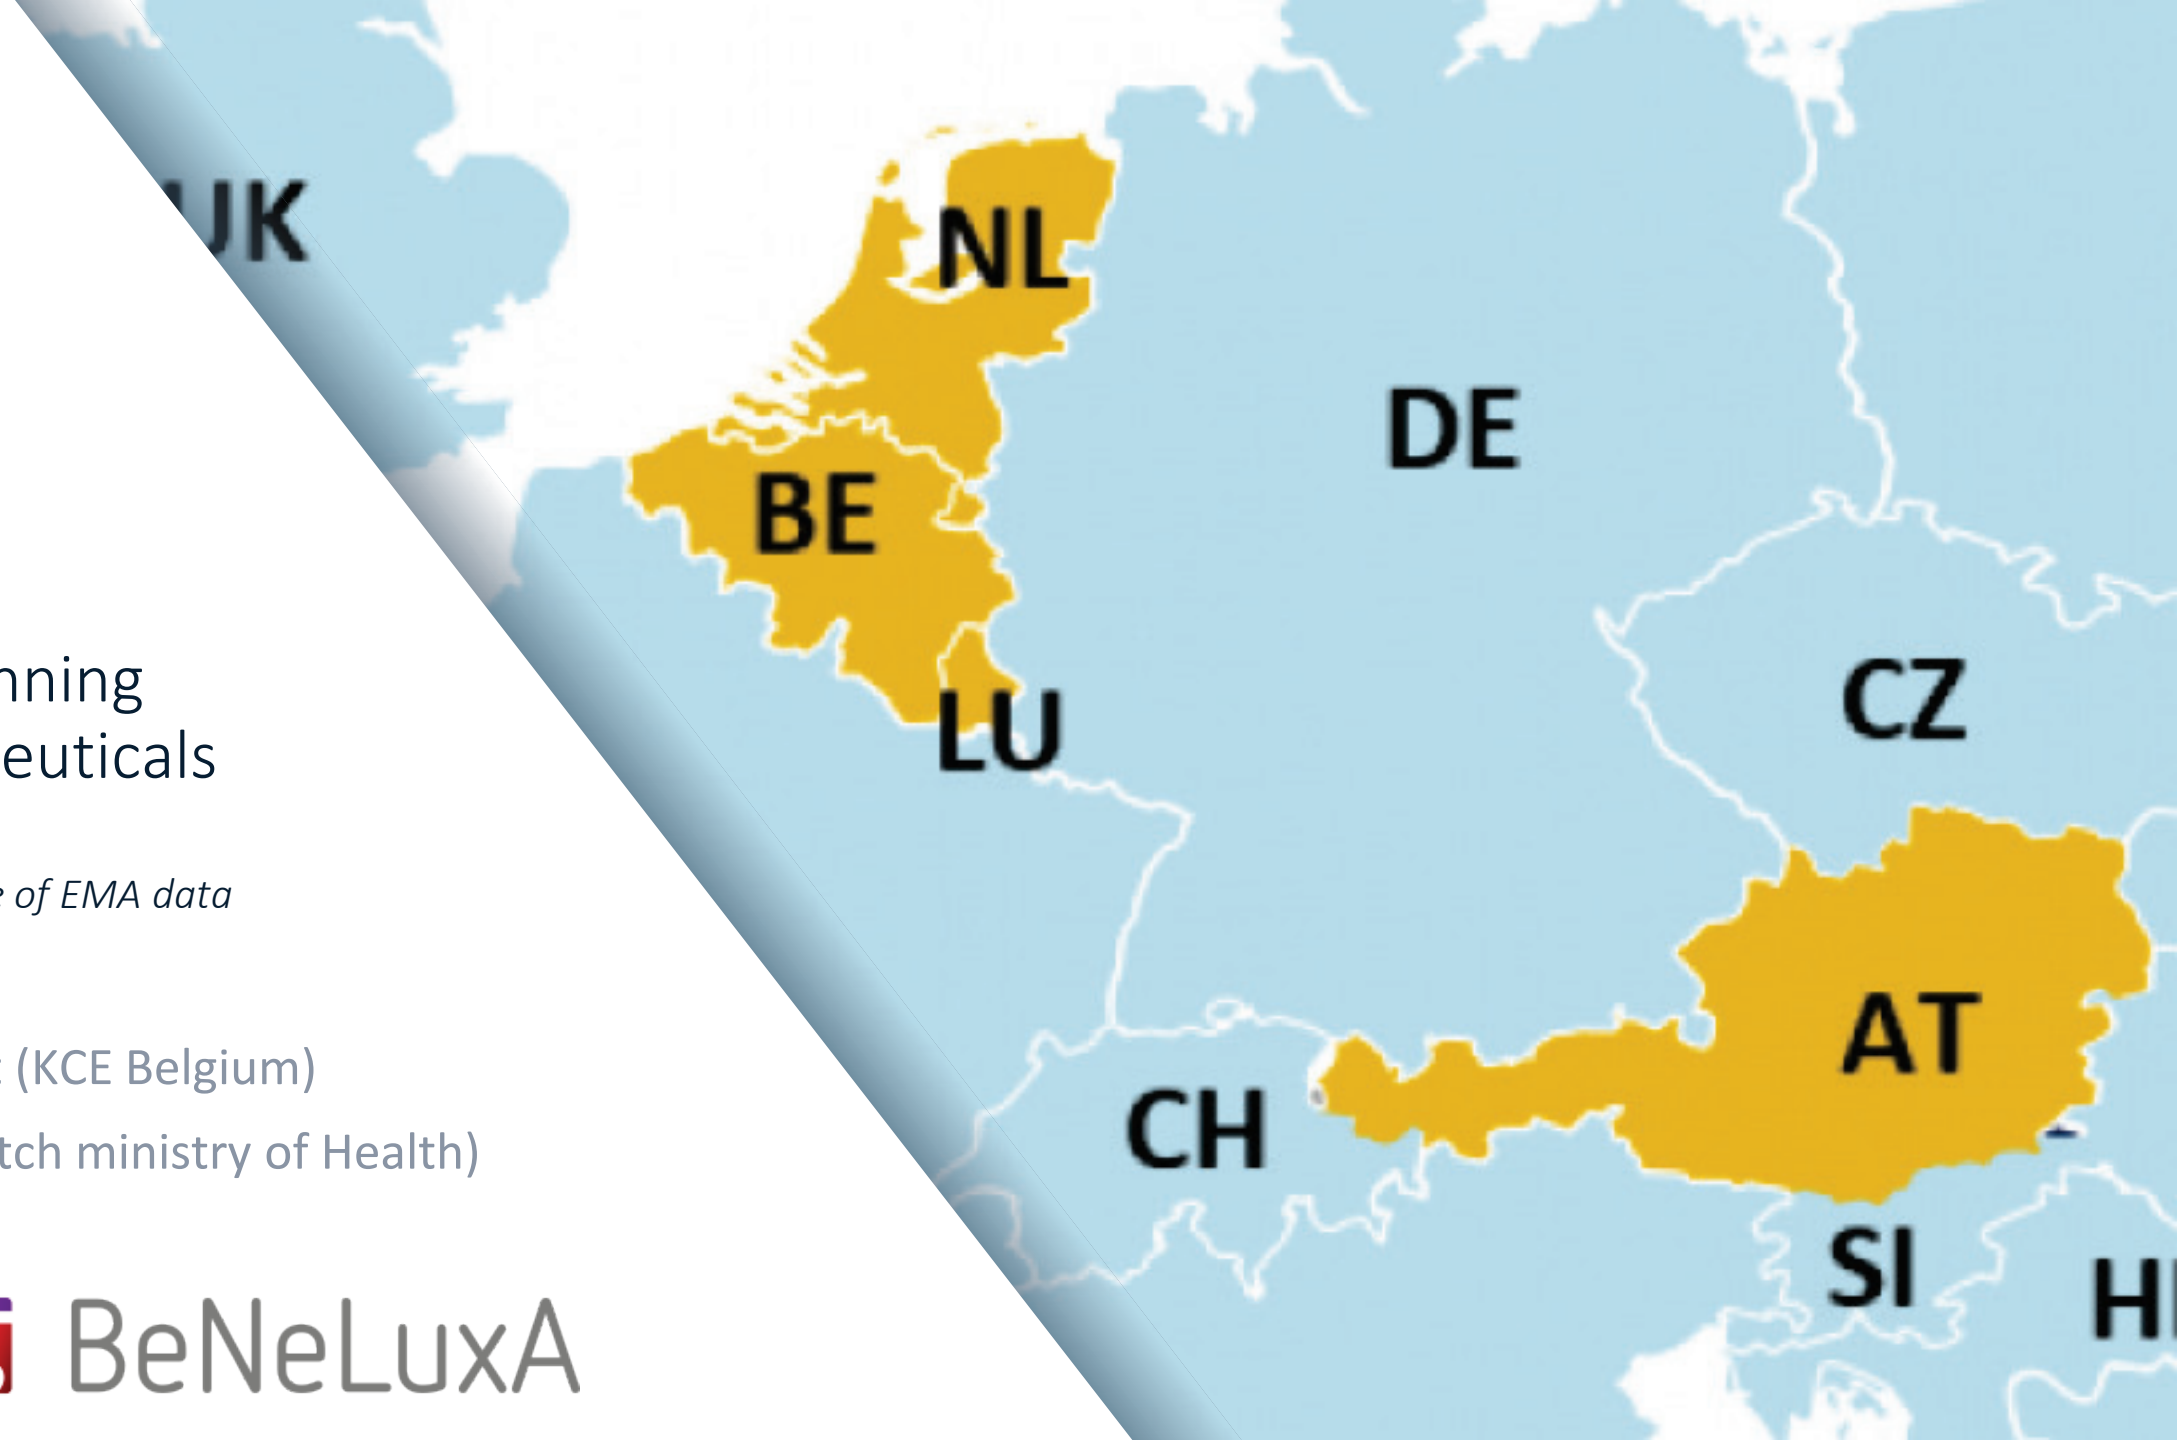 UK
NL
DE
BE
CZ
LU
AT
CH
SI
nning
euticals
of EMA data
(KCE Belgium)
tch ministry of Health)
BeNeLuxA